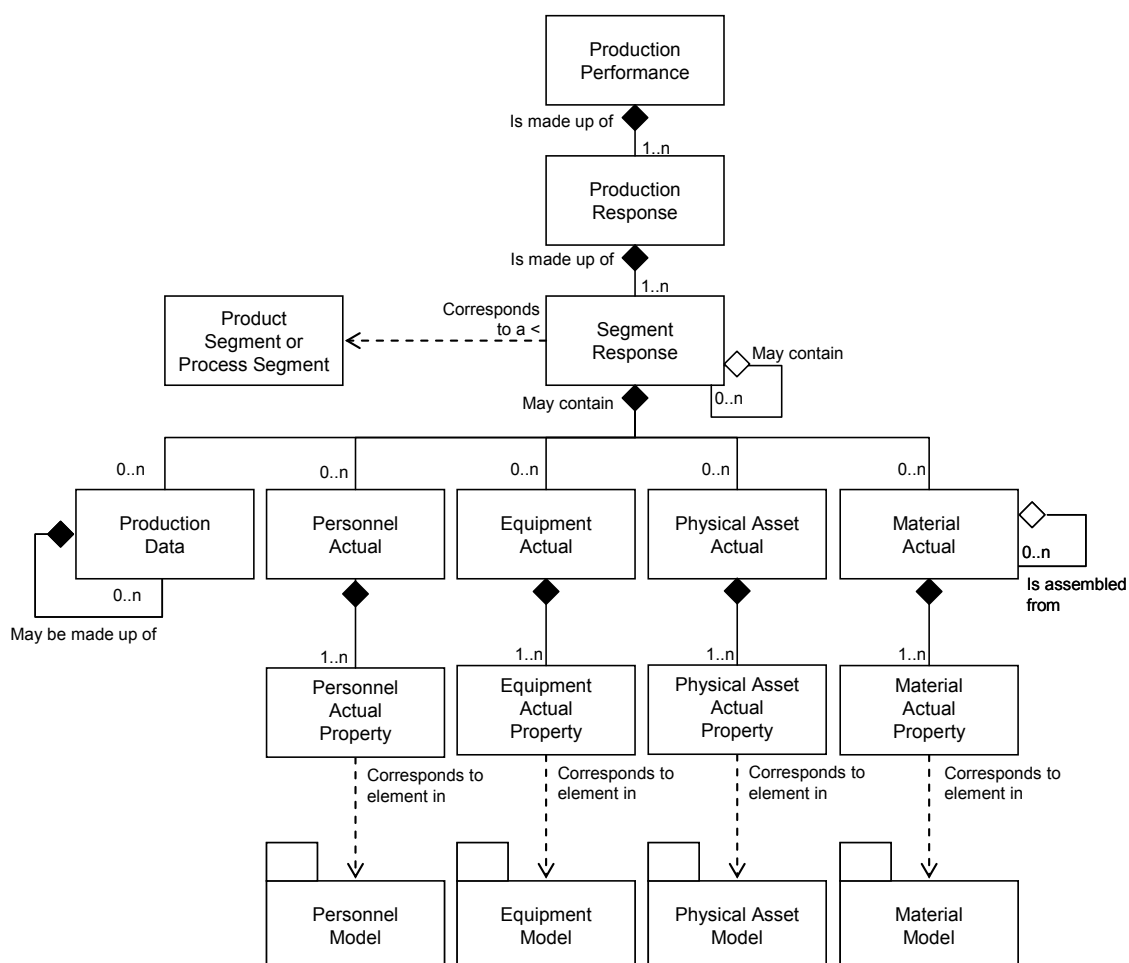 Production
Performance
Is made up of
1..n
Production
Response
Is made up of
1..n
Corresponds
to a <
Product
Segment or
Process Segment
Segment
Response
May contain
0..n
May contain
0..n
0..n
0..n
0..n
0..n
Production
Data
Personnel
Actual
Equipment
Actual
Physical Asset
Actual
Material
Actual
0..n
Is assembled
from
0..n
May be made up of
1..n
1..n
1..n
1..n
Personnel
Actual
Property
Equipment
Actual
Property
Physical Asset
Actual
Property
Material
Actual
Property
Corresponds to
element in
Corresponds to
element in
Corresponds to
element in
Corresponds to
element in
Personnel
Model
Equipment
Model
Physical Asset
Model
Material
Model